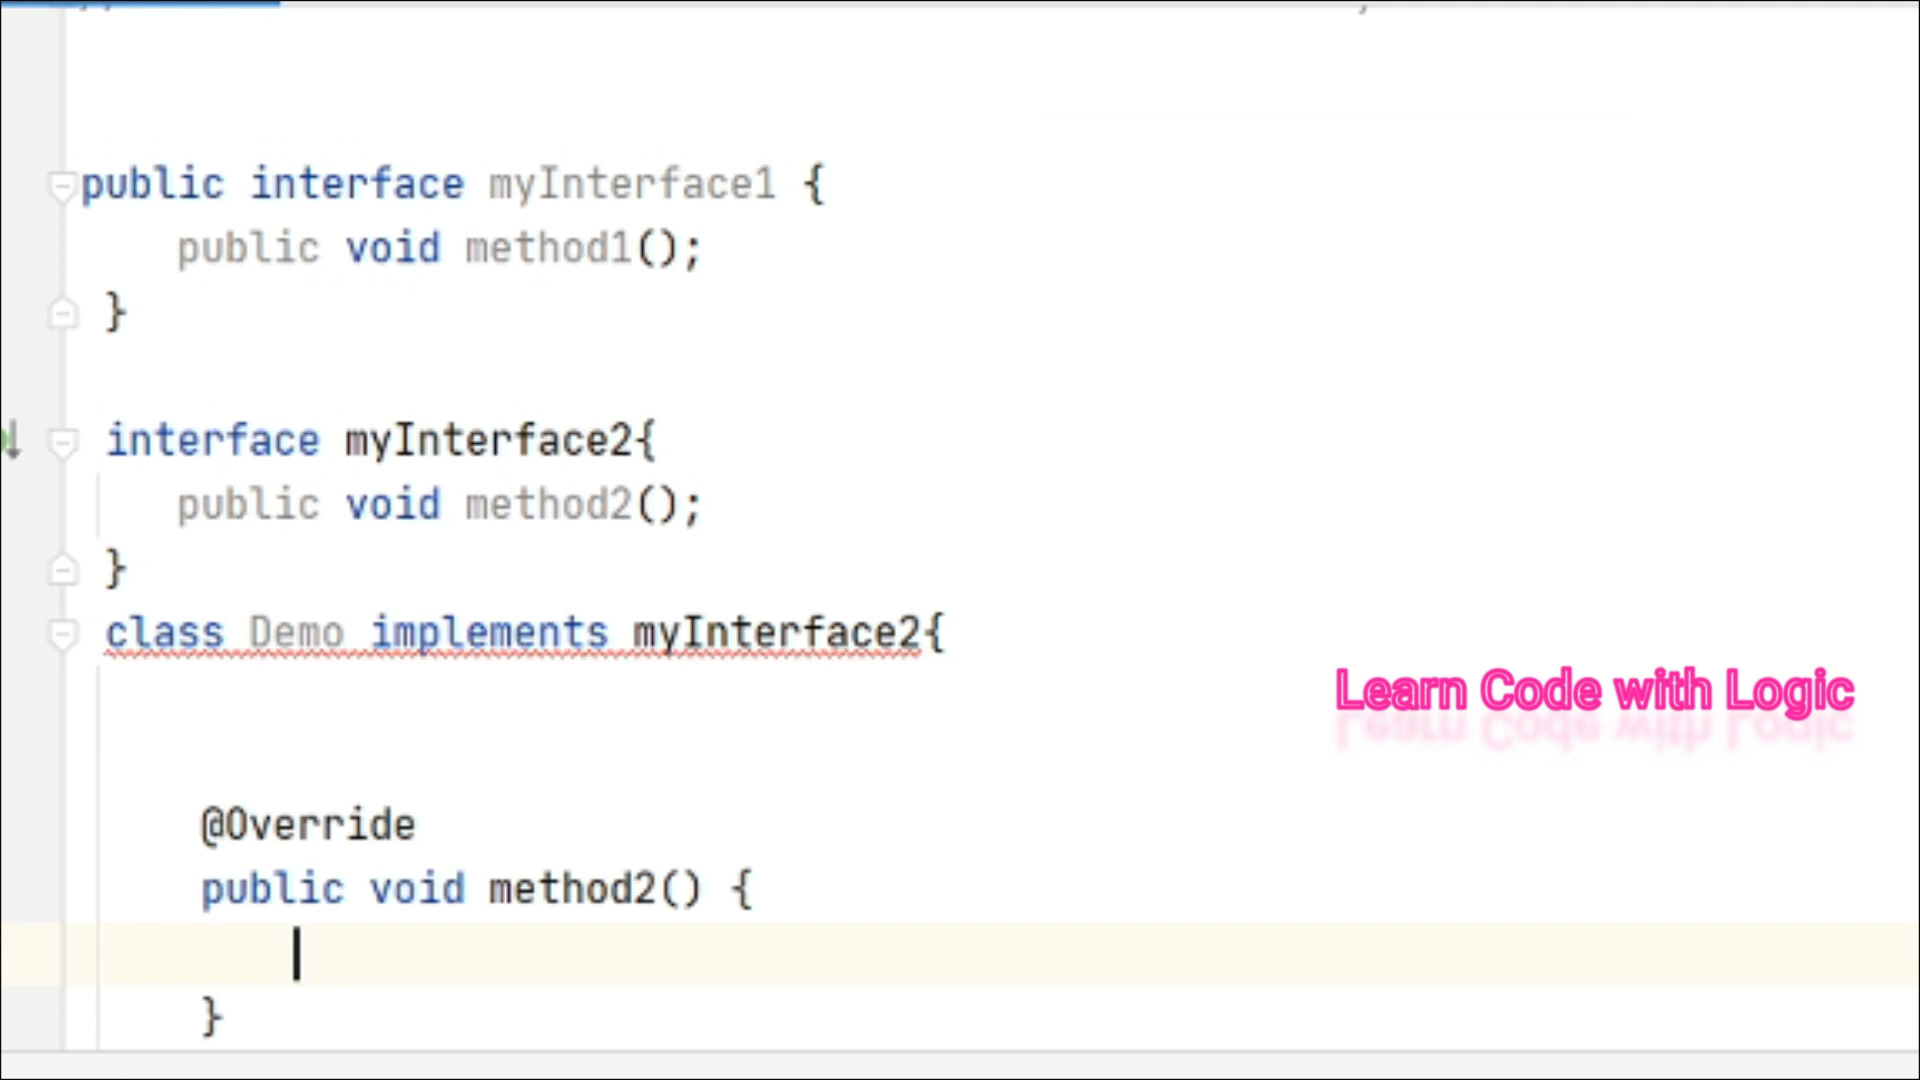 public interface myInterface1 {
public void method1();
}
interface myInterface2{
public void method2();
}
class Demo implements myInterface2{
Learn Code with Logic
@Override
public void method2() {
}